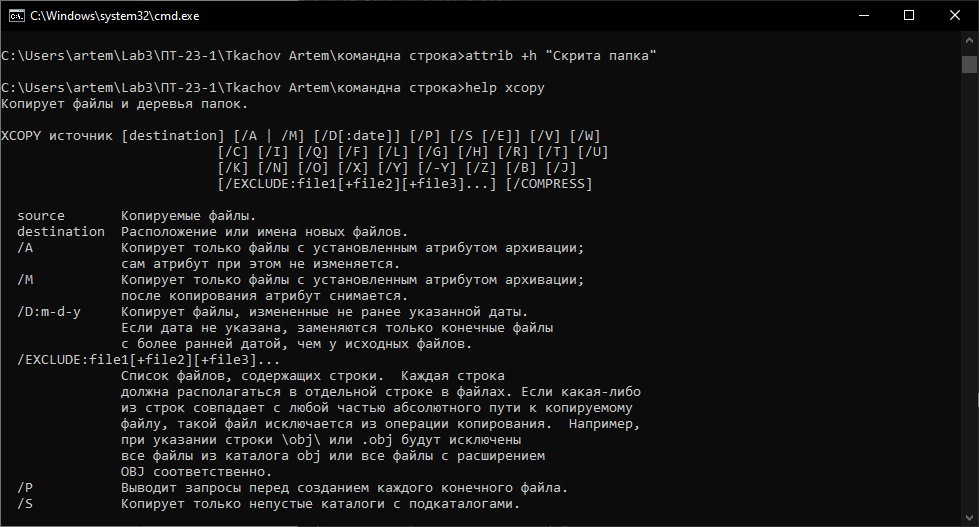 C:\Windows\system32\cmd.exe
C:\Users\artem\Lab3\ПТ-23-1\Tkachov Artem\командна строка>attrib +h "Скрита папка"
C:\Users\artem\Lab3\ПТ-23-1\Tkachov Artem\командна строка>help xcopy
Копирует файлы и деревья папок.
XCOPY источник [destination] [/A | /M] [/D[:date]] [/P] [/S [/E]] [/V] [/W]
[/C] [/I] [/Q] [/F] [/L] [/G] [/H] [/R] [/T] [/U]
[/K] [/N] [/O] [/X] [/Y] [/-Y] [/Z] [/B] [/J]
[/EXCLUDE:file1[+file2][+file3]...] [/COMPRESS]
source Копируемые файлы.
destination Расположение или имена новых файлов.
/A Копирует только файлы с установленным атрибутом архивации;
сам атрибут при этом не изменяется.
/M Копирует только файлы с установленным атрибутом архивации;
после копирования атрибут снимается.
/D:m-d-y Копирует файлы, измененные не ранее указанной даты.
Если дата не указана, заменяются только конечные файлы
с более ранней датой, чем у исходных файлов.
/EXCLUDE:file1[+file2][+file3]...
Список файлов, содержащих строки.  Каждая строка
должна располагаться в отдельной строке в файлах. Если какая-либо
из строк совпадает с любой частью абсолютного пути к копируемому
файлу, такой файл исключается из операции копирования.  Например,
при указании строки \obj\ или .obj будут исключены
все файлы из каталога obj или все файлы с расширением
OBJ соответственно.
/P Выводит запросы перед созданием каждого конечного файла.
/S Копирует только непустые каталоги с подкаталогами.